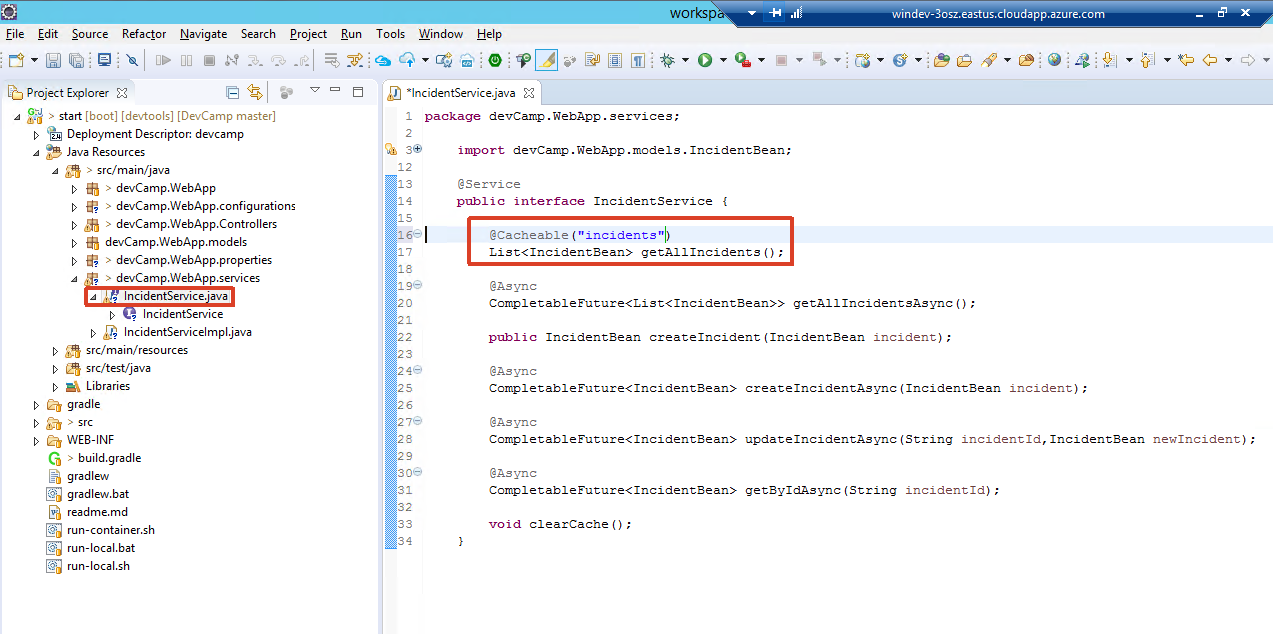 workspa
windev-3osz.eastus.cloudapp.azure.com
File Edit Source Refactor Navigate Search Project Run Tools Window Help
Project Explorer
*IncidentService.java
> start [boot] [devtools] [DevCamp master]
Deployment Descriptor: devcamp
Java Resources
> src/main/java
> devCamp.WebApp
> devCamp.WebApp.configurations
> devCamp.WebApp.Controllers
devCamp.WebApp.models
> devCamp.WebApp.properties
> devCamp.WebApp.services
IncidentService.java
IncidentService
IncidentServiceImpl.java
src/main/resources
src/test/java
Libraries
gradle
> src
WEB-INF
> build.gradle
gradlew
gradlew.bat
readme.md
run-container.sh
run-local.bat
run-local.sh
1 package devCamp.WebApp.services;
2
3 import devCamp.WebApp.models.IncidentBean;
12
13 @Service
14 public interface IncidentService {
15
16 @Cacheable("incidents")
17 List<IncidentBean> getAllIncidents();
18
19 @Async
20 CompletableFuture<List<IncidentBean>> getAllIncidentsAsync();
21
22 public IncidentBean createIncident(IncidentBean incident);
23
24 @Async
25 CompletableFuture<IncidentBean> createIncidentAsync(IncidentBean incident);
26
27 @Async
28 CompletableFuture<IncidentBean> updateIncidentAsync(String incidentId,IncidentBean newIncident);
29
30 @Async
31 CompletableFuture<IncidentBean> getByIdAsync(String incidentId);
32
33 void clearCache();
34 }